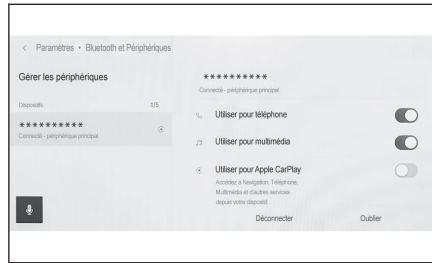 < Paramètres • Bluetooth et Périphériques
Gérer les périphériques
Dispositifs 1/5
**********
Connecté - périphérique principal
**********
Connecté - périphérique principal
Utiliser pour téléphone
Utiliser pour multimédia
Utiliser pour Apple CarPlay
Accédez à Navigation, Téléphone,
Multimédia et d'autres services
depuis votre dispositif
Déconnecter Oublier